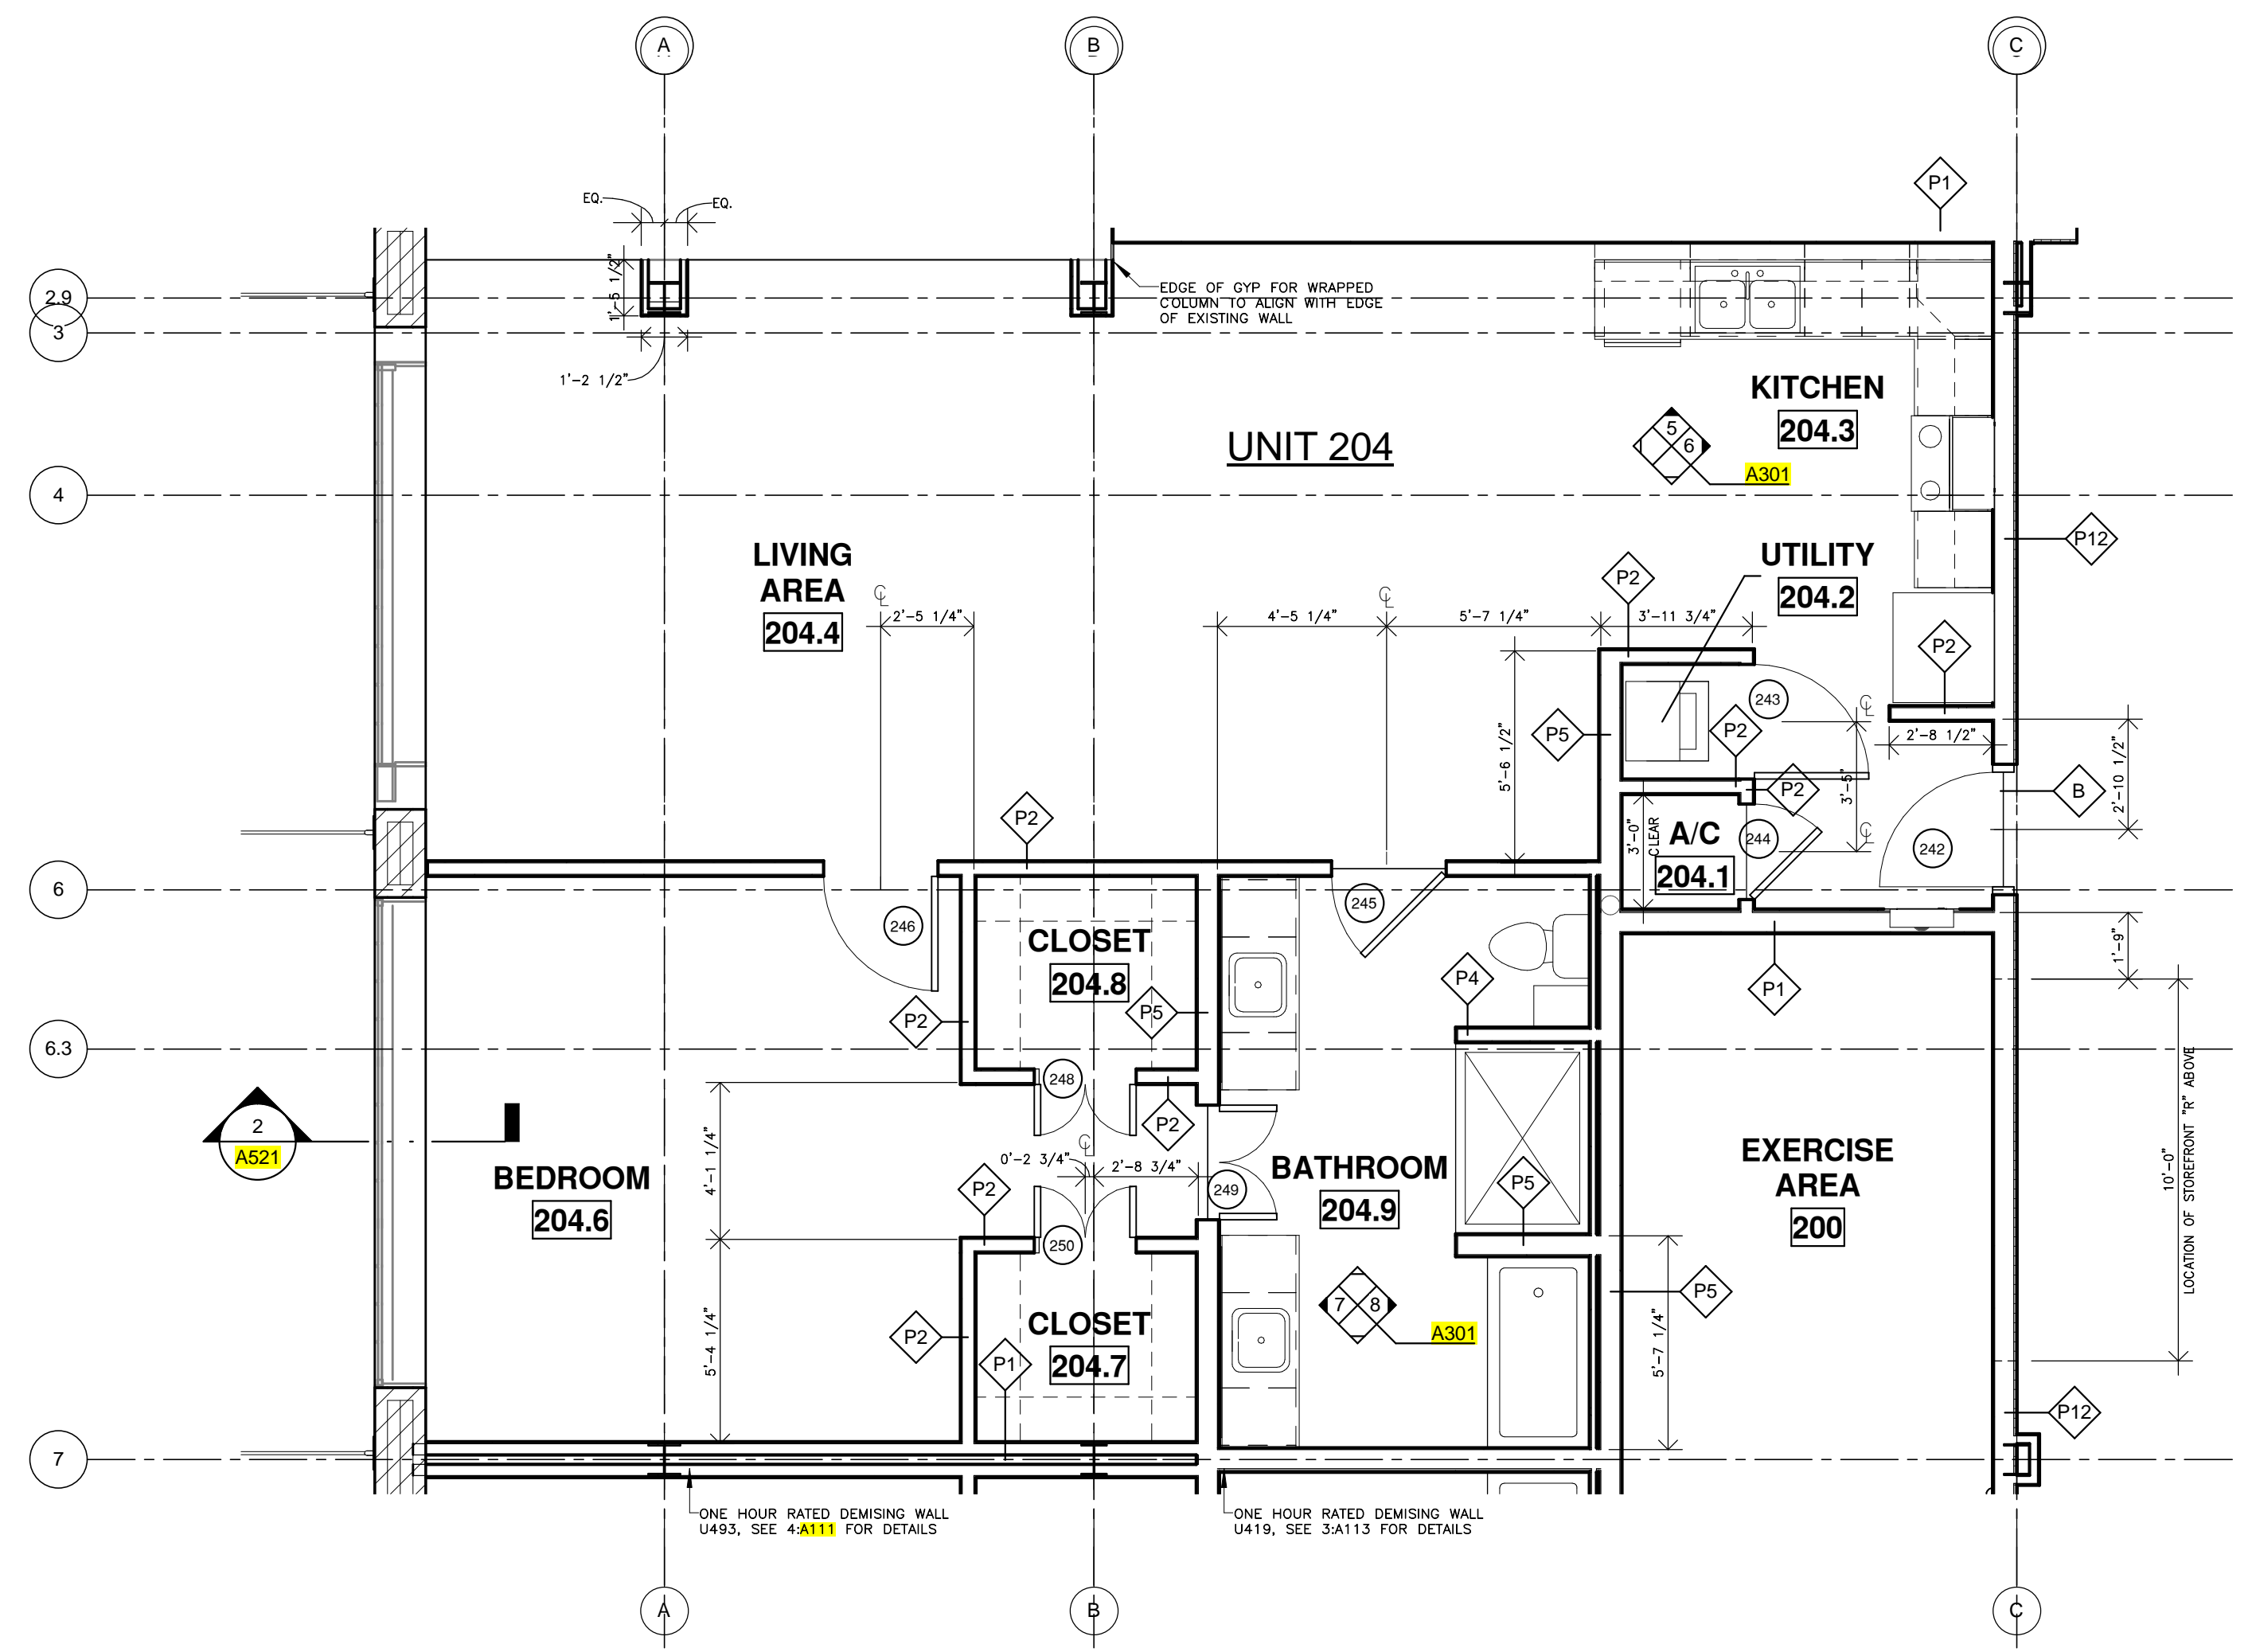 A
B
C
P1
EQ.
EQ.
1'-5 1/2"
2.9
3
EDGE OF GYP FOR WRAPPED
COLUMN TO ALIGN WITH EDGE
OF EXISTING WALL
1'-2 1/2"
KITCHEN
204.3
UNIT 204
5
6
A301
4
P12
LIVING
AREA
204.4
UTILITY
204.2
P2
℄
2'-5 1/4"
4'-5 1/4"
℄
5'-7 1/4"
3'-11 3/4"
P2
243
℄
P5
P2
2'-8 1/2"
5'-6 1/2"
2'-10 1/2"
P2
3'-5"
B
P2
3'-0"
CLEAR
A/C
204.1
244
℄
242
6
246
245
CLOSET
204.8
1'-9"
P4
P1
P2
P5
6.3
248
P2
LOCATION OF STOREFRONT "R" ABOVE
10'-0"
2
A521
4'-1 1/4"
℄
0'-2 3/4"
2'-8 3/4"
BEDROOM
204.6
P2
249
BATHROOM
204.9
P5
EXERCISE
AREA
200
250
5'-4 1/4"
P2
CLOSET
204.7
P1
7
8
A301
P5
5'-7 1/4"
P12
7
ONE HOUR RATED DEMISING WALL
U493, SEE 4:A111 FOR DETAILS
ONE HOUR RATED DEMISING WALL
U419, SEE 3:A113 FOR DETAILS
A
B
C